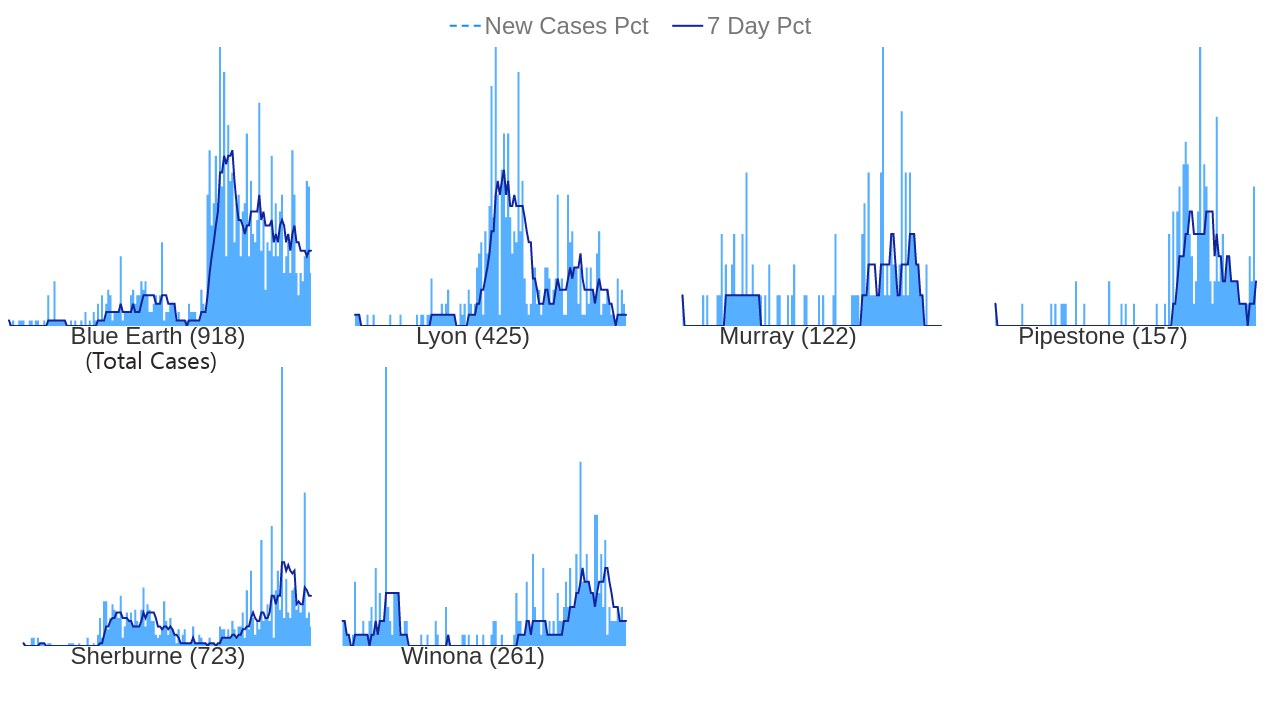 New Cases Pct 7 Day Pct
Blue Earth (918)
(Total Cases)
Lyon (425)
Murray (122)
Pipestone (157)
Sherburne (723)
Winona (261)